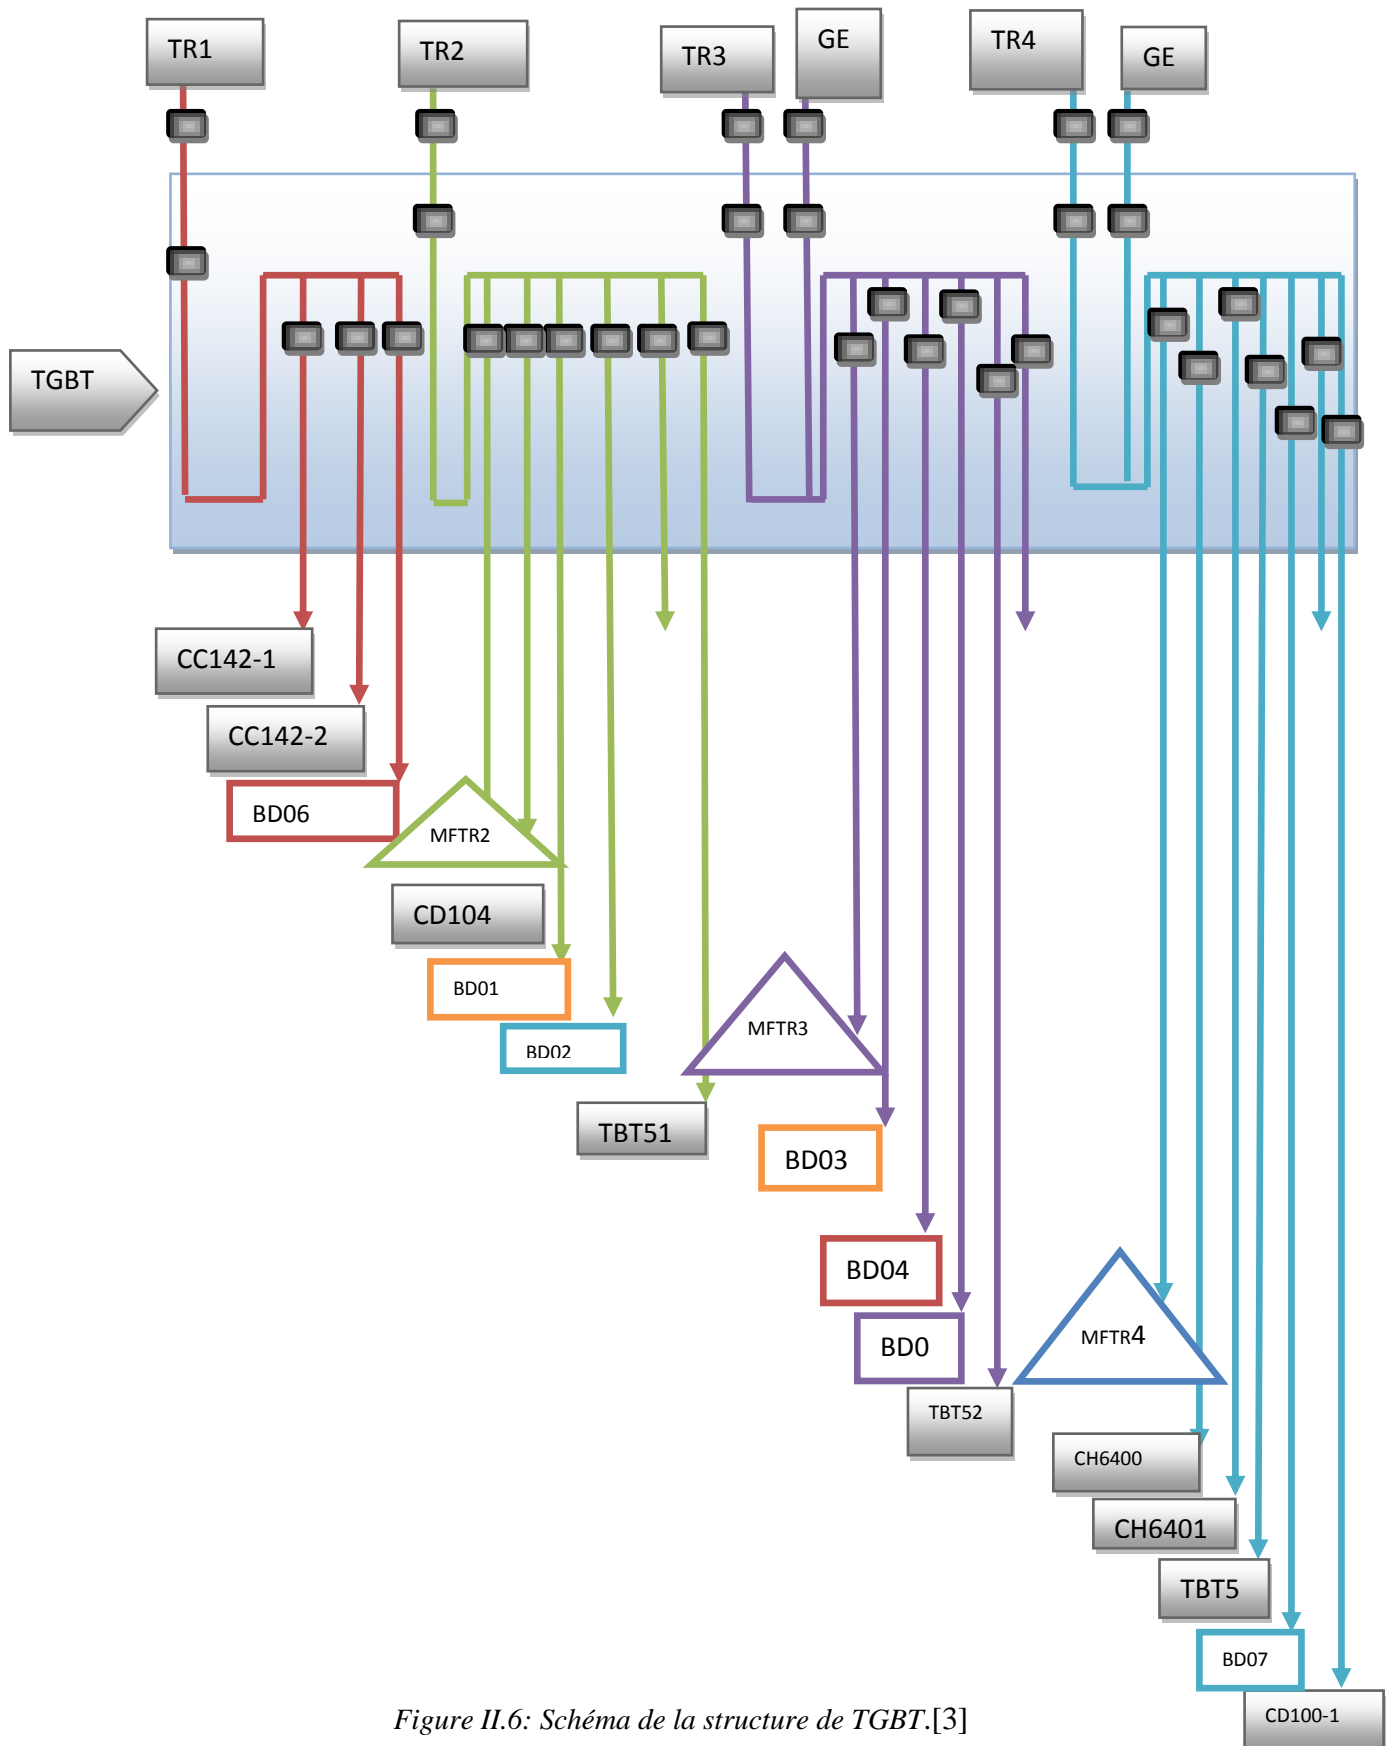 TR1
TR2
TR3
GE
TR4
GE
TGBT
CC142-1
CC142-2
BD06
MFTR2
CD104
BD01
BD02
TBT51
MFTR3
BD03
BD04
BD0
TBT52
MFTR4
CH6400
CH6401
TBT5
BD07
CD100-1
Figure II.6: Schéma de la structure de TGBT.[3]